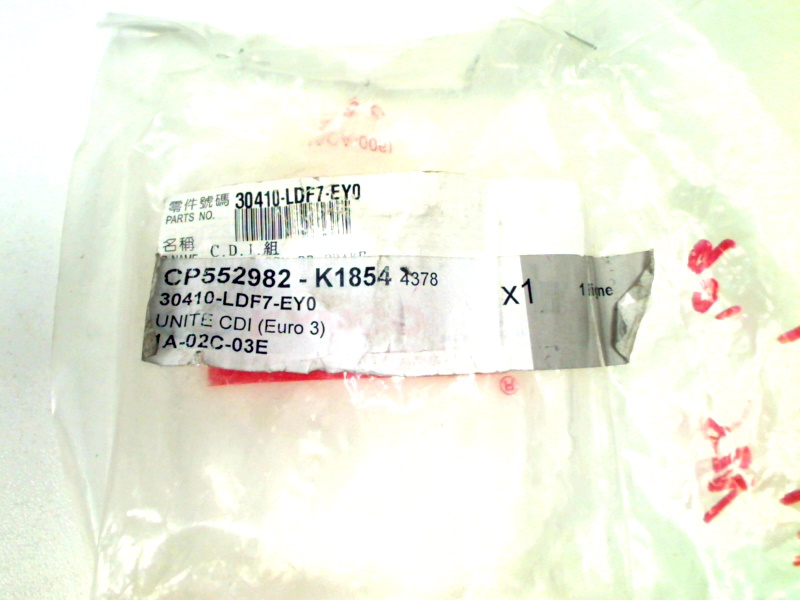 零件號碼 30410-LDF7-EY0
PARTS NO.
名稱 C.D.I.組
CP552982 - K1854 4378
30410-LDF7-EY0
x1
UNITE CDI (Euro 3)
1A-02C-03E
®